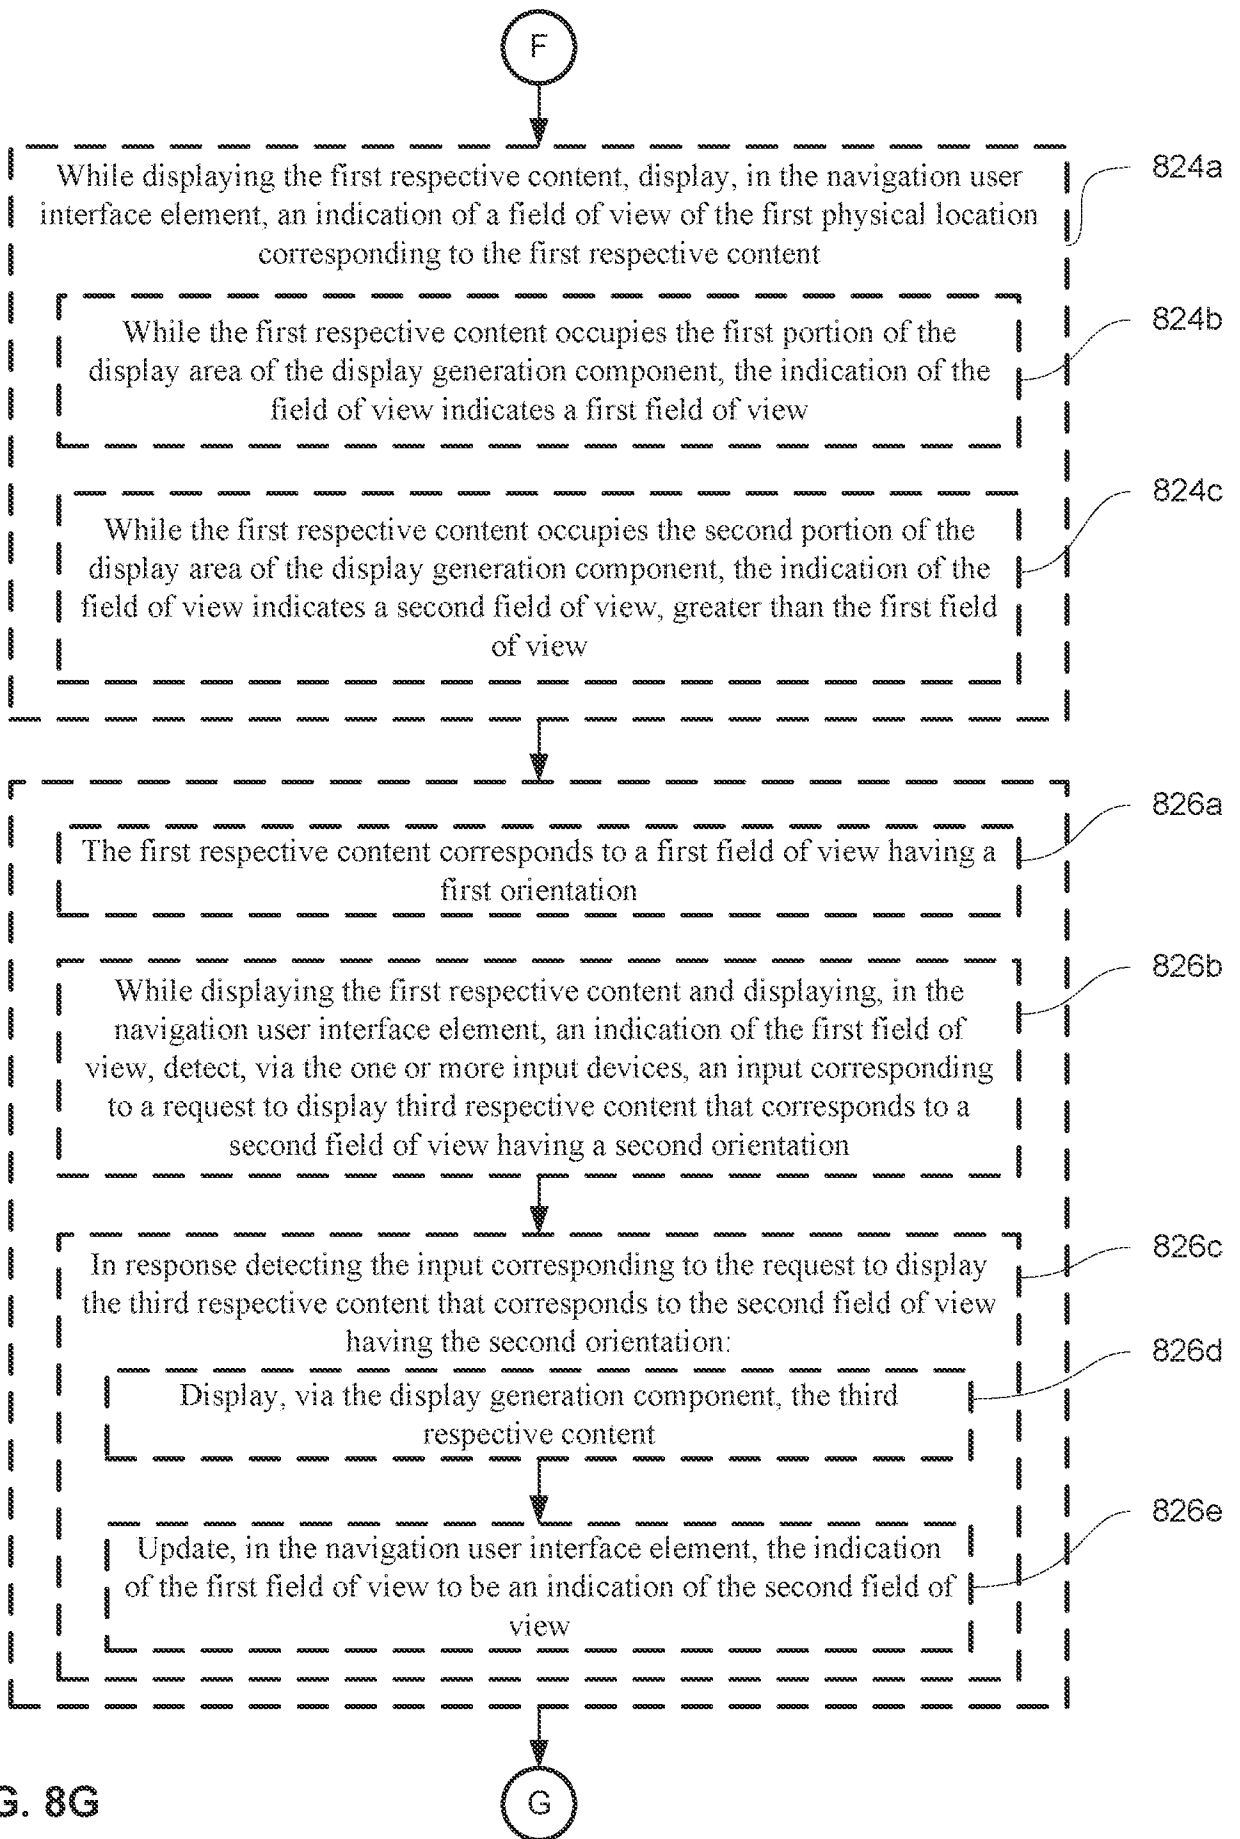 F
While displaying the first respective content, display, in the navigation user
interface element, an indication of a field of view of the first physical location
corresponding to the first respective content
824a
While the first respective content occupies the first portion of the
display area of the display generation component, the indication of the
field of view indicates a first field of view
824b
While the first respective content occupies the second portion of the
display area of the display generation component, the indication of the
field of view indicates a second field of view, greater than the first field
of view
824c
The first respective content corresponds to a first field of view having a
first orientation
826a
While displaying the first respective content and displaying, in the
navigation user interface element, an indication of the first field of
view, detect, via the one or more input devices, an input corresponding
to a request to display third respective content that corresponds to a
second field of view having a second orientation
826b
In response detecting the input corresponding to the request to display
the third respective content that corresponds to the second field of view
having the second orientation:
826c
Display, via the display generation component, the third
respective content
826d
Update, in the navigation user interface element, the indication
of the first field of view to be an indication of the second field of
view
826e
G. 8G
G